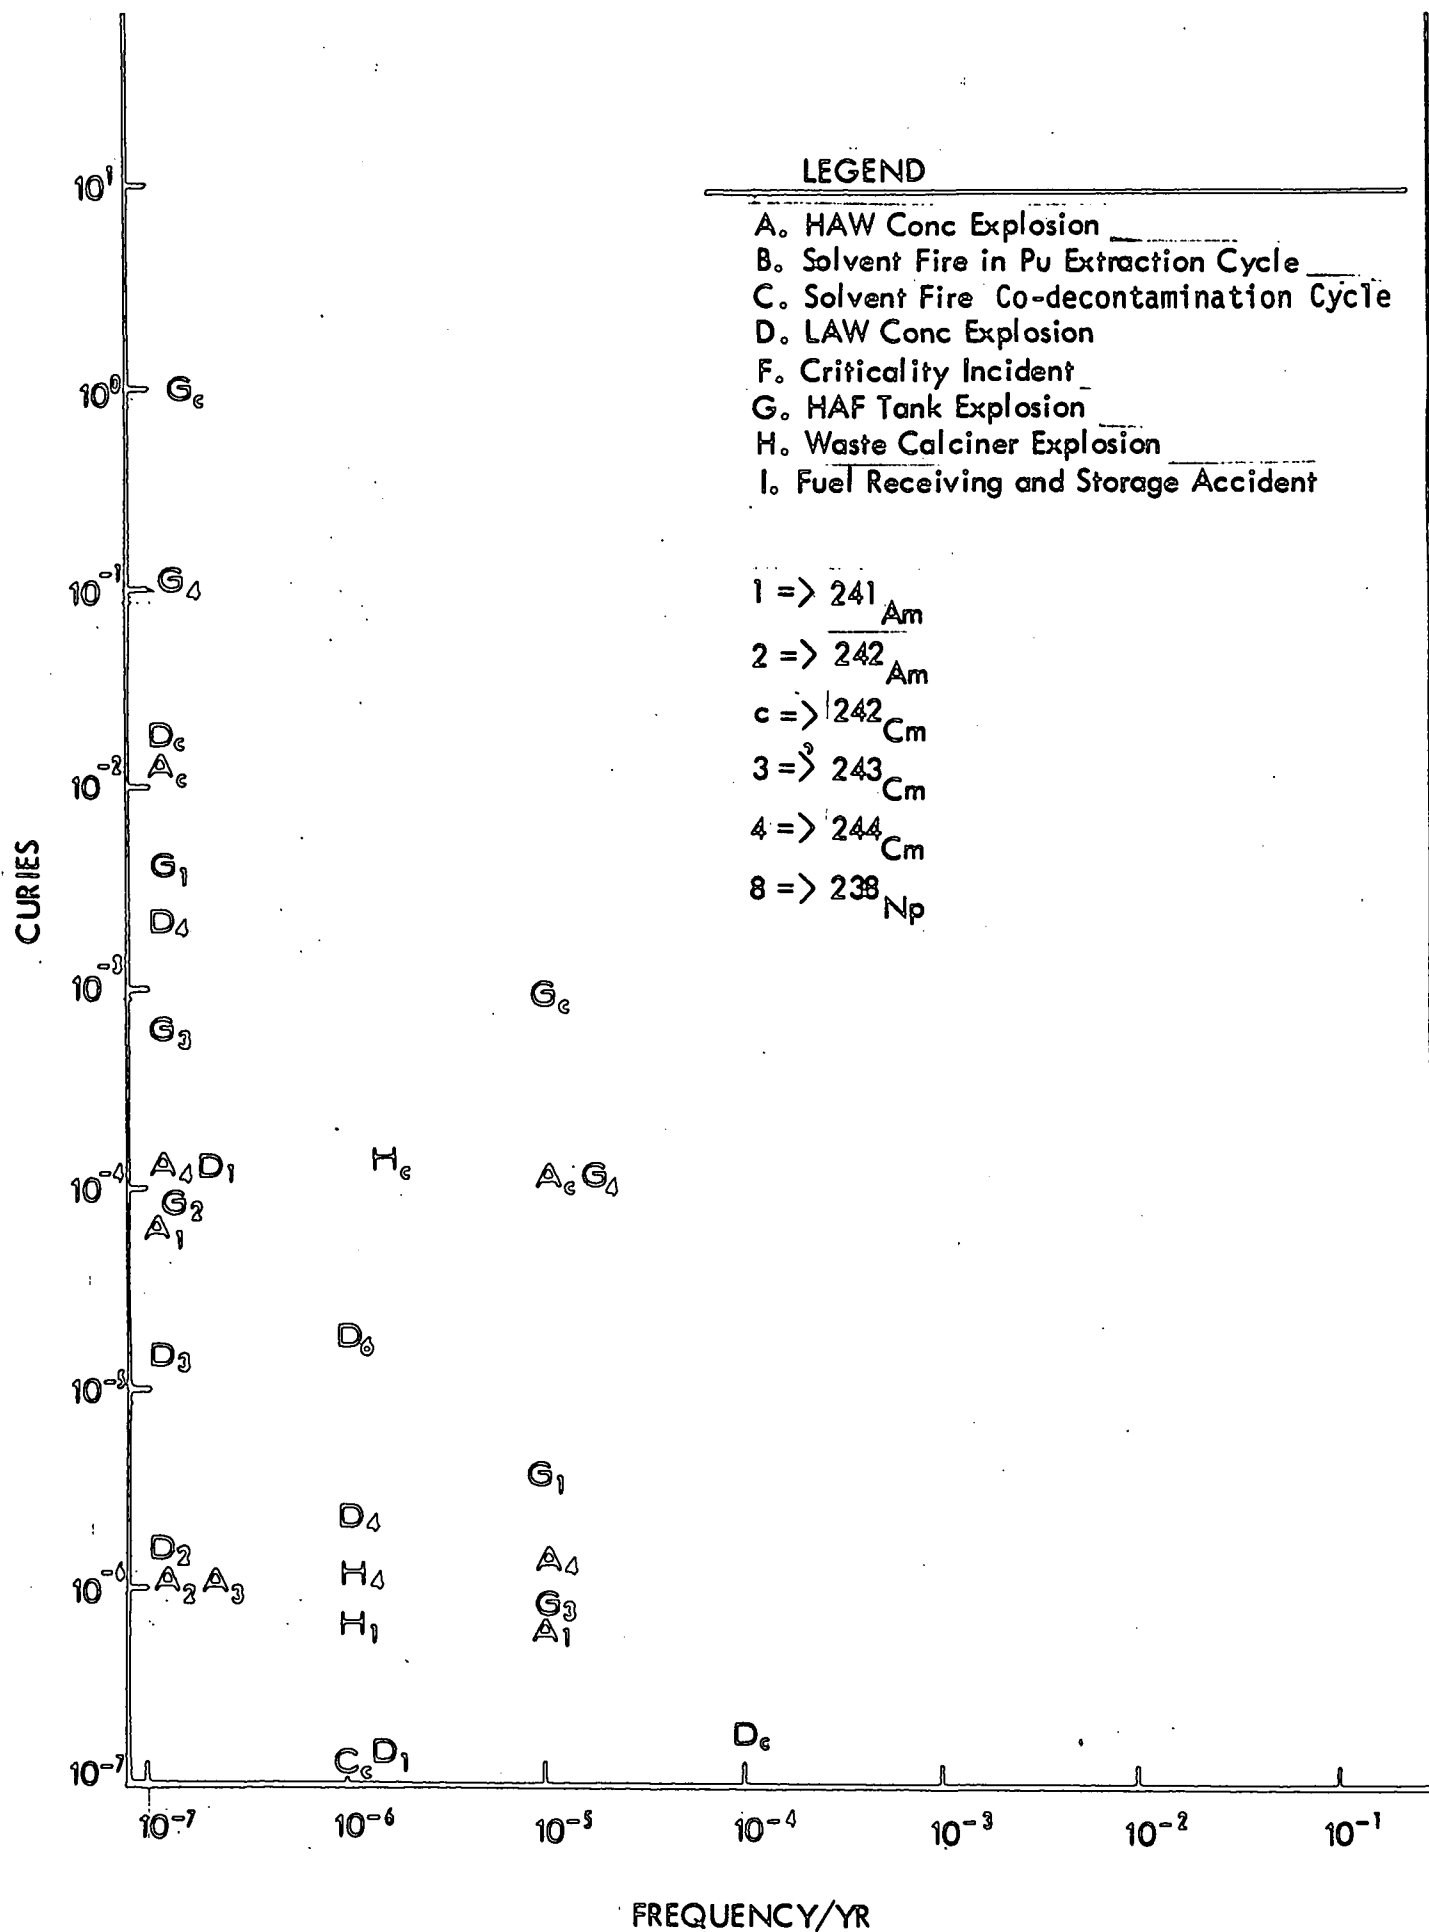 LEGEND
A. HAW Conc Explosion
B. Solvent Fire in Pu Extraction Cycle
C. Solvent Fire Co-decontamination Cycle
D. LAW Conc Explosion
F. Criticality Incident
G. HAF Tank Explosion
H. Waste Calciner Explosion
I. Fuel Receiving and Storage Accident
1 => 241Am
2 => 242Am
c => 242Cm
3 => 243Cm
4 => 244Cm
8 => 238Np
CURIES
10¹
10⁰
10⁻¹
10⁻²
10⁻³
10⁻⁴
10⁻⁵
10⁻⁶
10⁻⁷
Gc
G4
Dc
Ac
G1
D4
Gc
G3
A4 D1
Hc
Ac G4
G2
A1
D6
D3
G1
D4
D2
A4
H4
A2 A3
G3
H1
A1
Dc
Cc D1
10⁻⁷
10⁻⁶
10⁻⁵
10⁻⁴
10⁻³
10⁻²
10⁻¹
FREQUENCY/YR